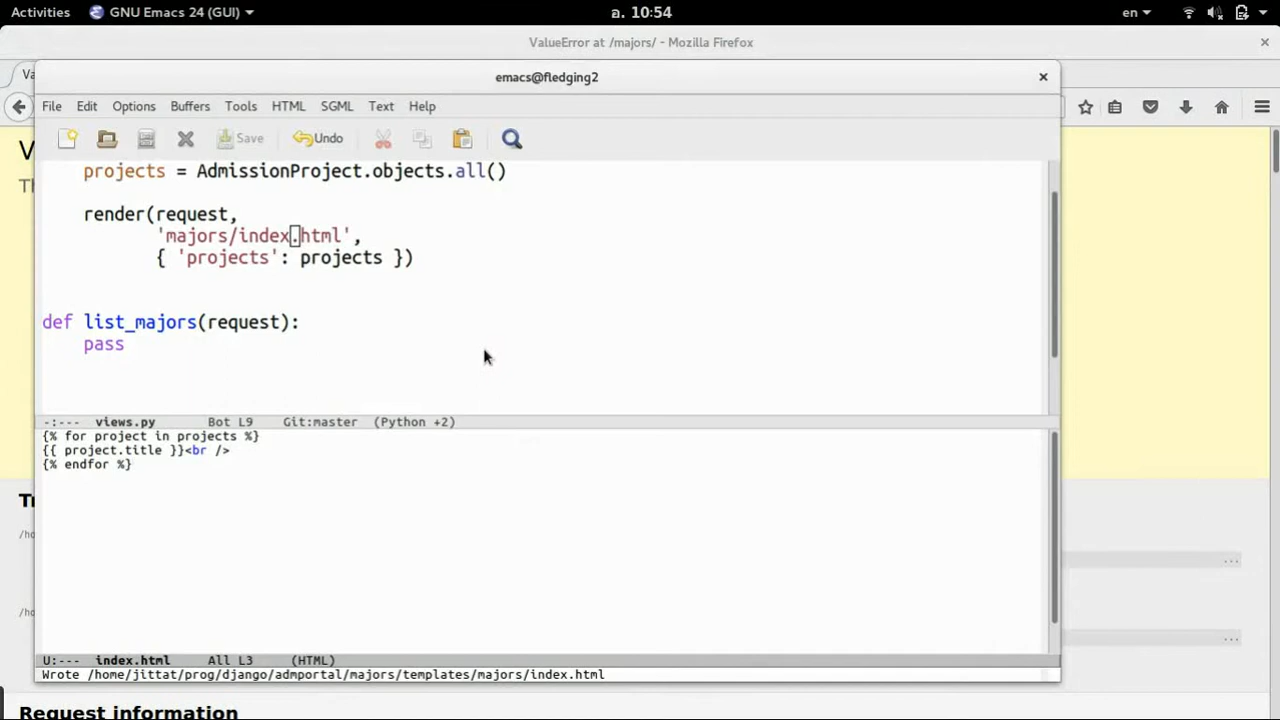 Activities GNU Emacs 24 (GUI) อ. 10:54 en
ValueError at /majors/ - Mozilla Firefox
emacs@fledging2
File Edit Options Buffers Tools HTML SGML Text Help
Save Undo
projects = AdmissionProject.objects.all()
render(request,
'majors/index.html',
{ 'projects': projects })
def list_majors(request):
pass
-:--- views.py Bot L9 Git:master (Python +2)
{% for project in projects %}
{{ project.title }}<br />
{% endfor %}
U:--- index.html All L3 (HTML)
Wrote /home/jittat/prog/django/admportal/majors/templates/majors/index.html
Request information